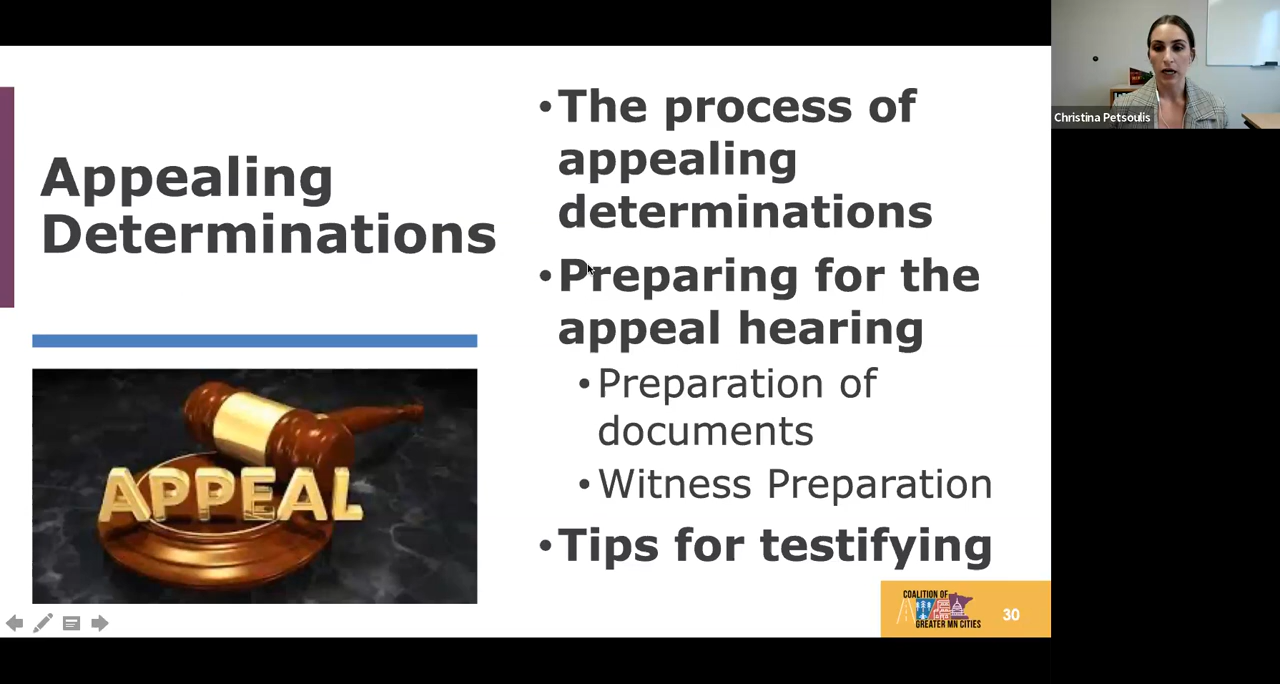 Appealing
Determinations
APPEAL
• The process of
appealing
determinations
• Preparing for the
appeal hearing
• Preparation of
documents
• Witness Preparation
• Tips for testifying
COALITION OF
GREATER MN CITIES
30
Christina Petsoulis